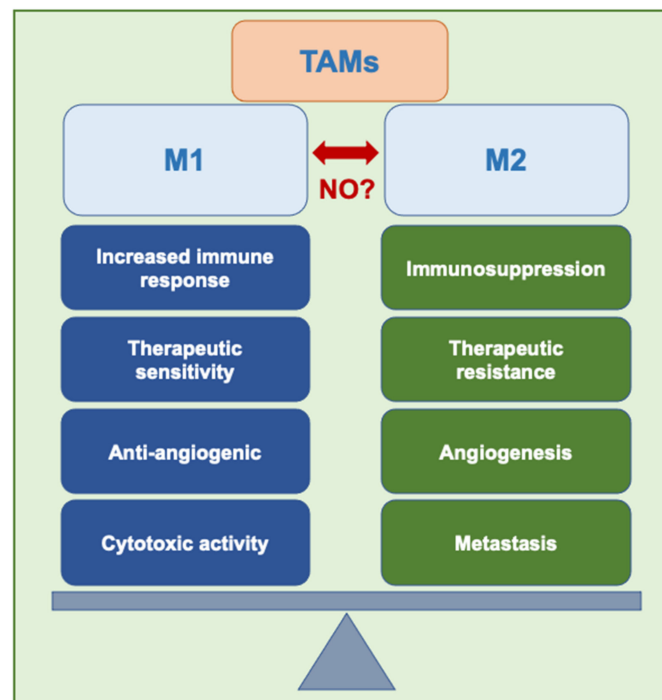 TAMs
M1
NO?
M2
Increased immune
response
Immunosuppression
Therapeutic
sensitivity
Therapeutic
resistance
Anti-angiogenic
Angiogenesis
Cytotoxic activity
Metastasis